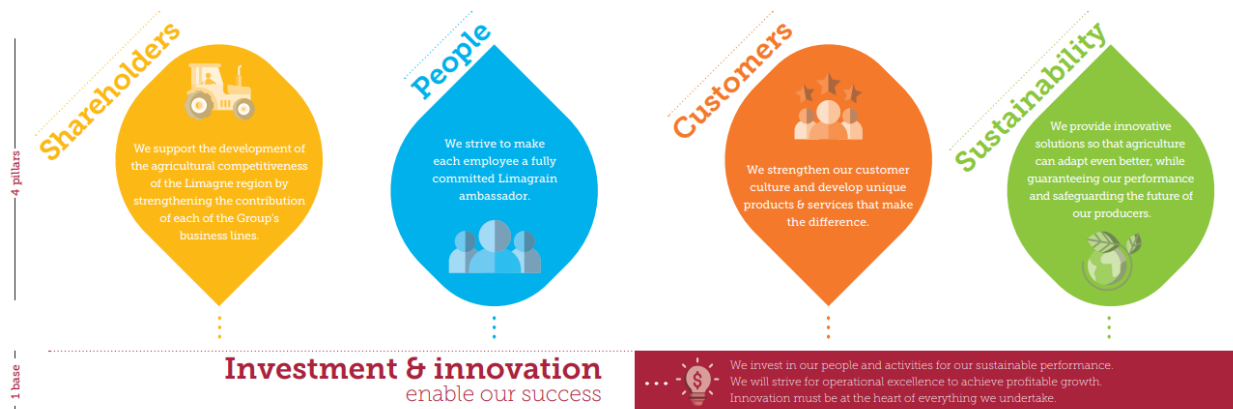 4 pillars
Shareholders
We support the development of
the agricultural competitiveness
of the Limagne region by
strengthening the contribution
of each of the Group's
business lines.
People
We strive to make
each employee a fully
committed Limagrain
ambassador.
Customers
We strengthen our customer
culture and develop unique
products & services that make
the difference.
Sustainability
We provide innovative
solutions so that agriculture
can adapt even better, while
guaranteeing our performance
and safeguarding the future of
our producers.
1 base
Investment & innovation
enable our success
$
We invest in our people and activities for our sustainable performance.
We will strive for operational excellence to achieve profitable growth.
Innovation must be at the heart of everything we undertake.